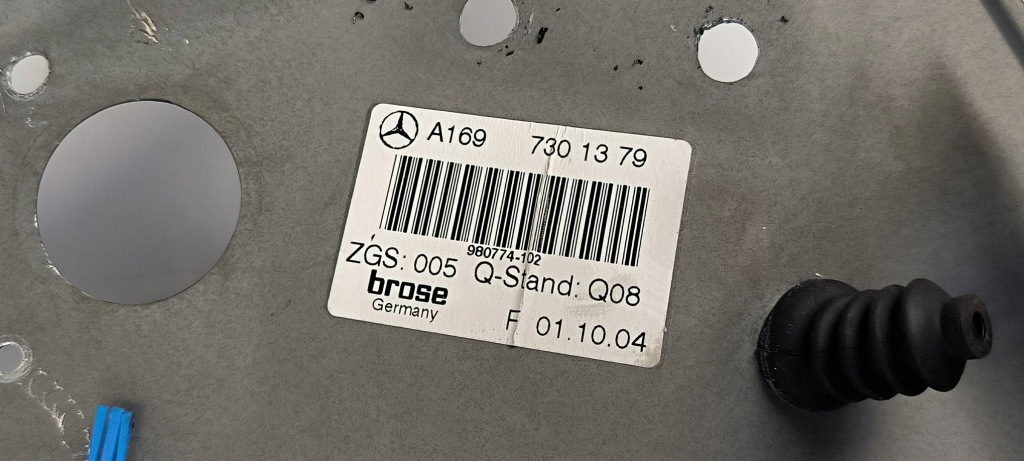 A169 730 13 79
980774-102
ZGS: 005 Q-Stand: Q08
brose
Germany
F 01.10.04